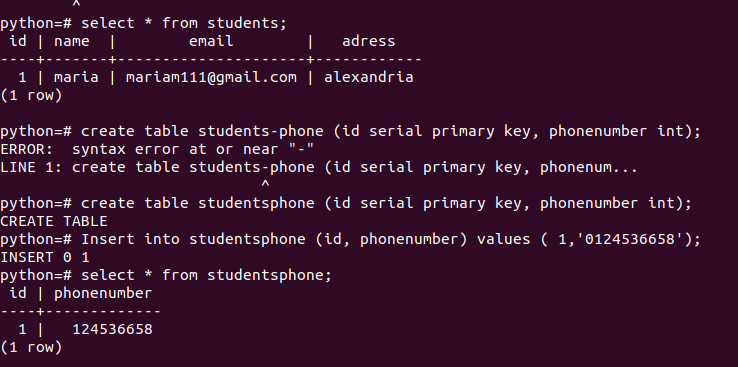 ^
python=# select * from students;
 id | name  |        email        |   adress
----+-------+---------------------+------------
  1 | maria | mariam111@gmail.com | alexandria
(1 row)
python=# create table students-phone (id serial primary key, phonenumber int);
ERROR:  syntax error at or near "-"
LINE 1: create table students-phone (id serial primary key, phonenum...
                             ^
python=# create table studentsphone (id serial primary key, phonenumber int);
CREATE TABLE
python=# Insert into studentsphone (id, phonenumber) values ( 1,'0124536658');
INSERT 0 1
python=# select * from studentsphone;
 id | phonenumber
----+-------------
  1 |   124536658
(1 row)